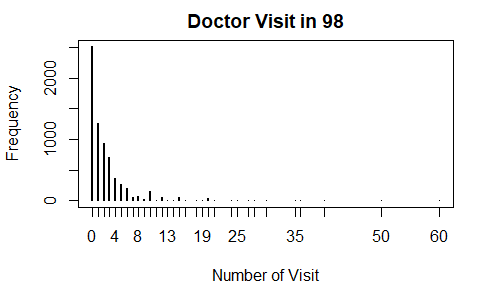 Doctor Visit in 98
Frequency
2000
1000
0
0 4 8 13 19 25 35 50 60
Number of Visit